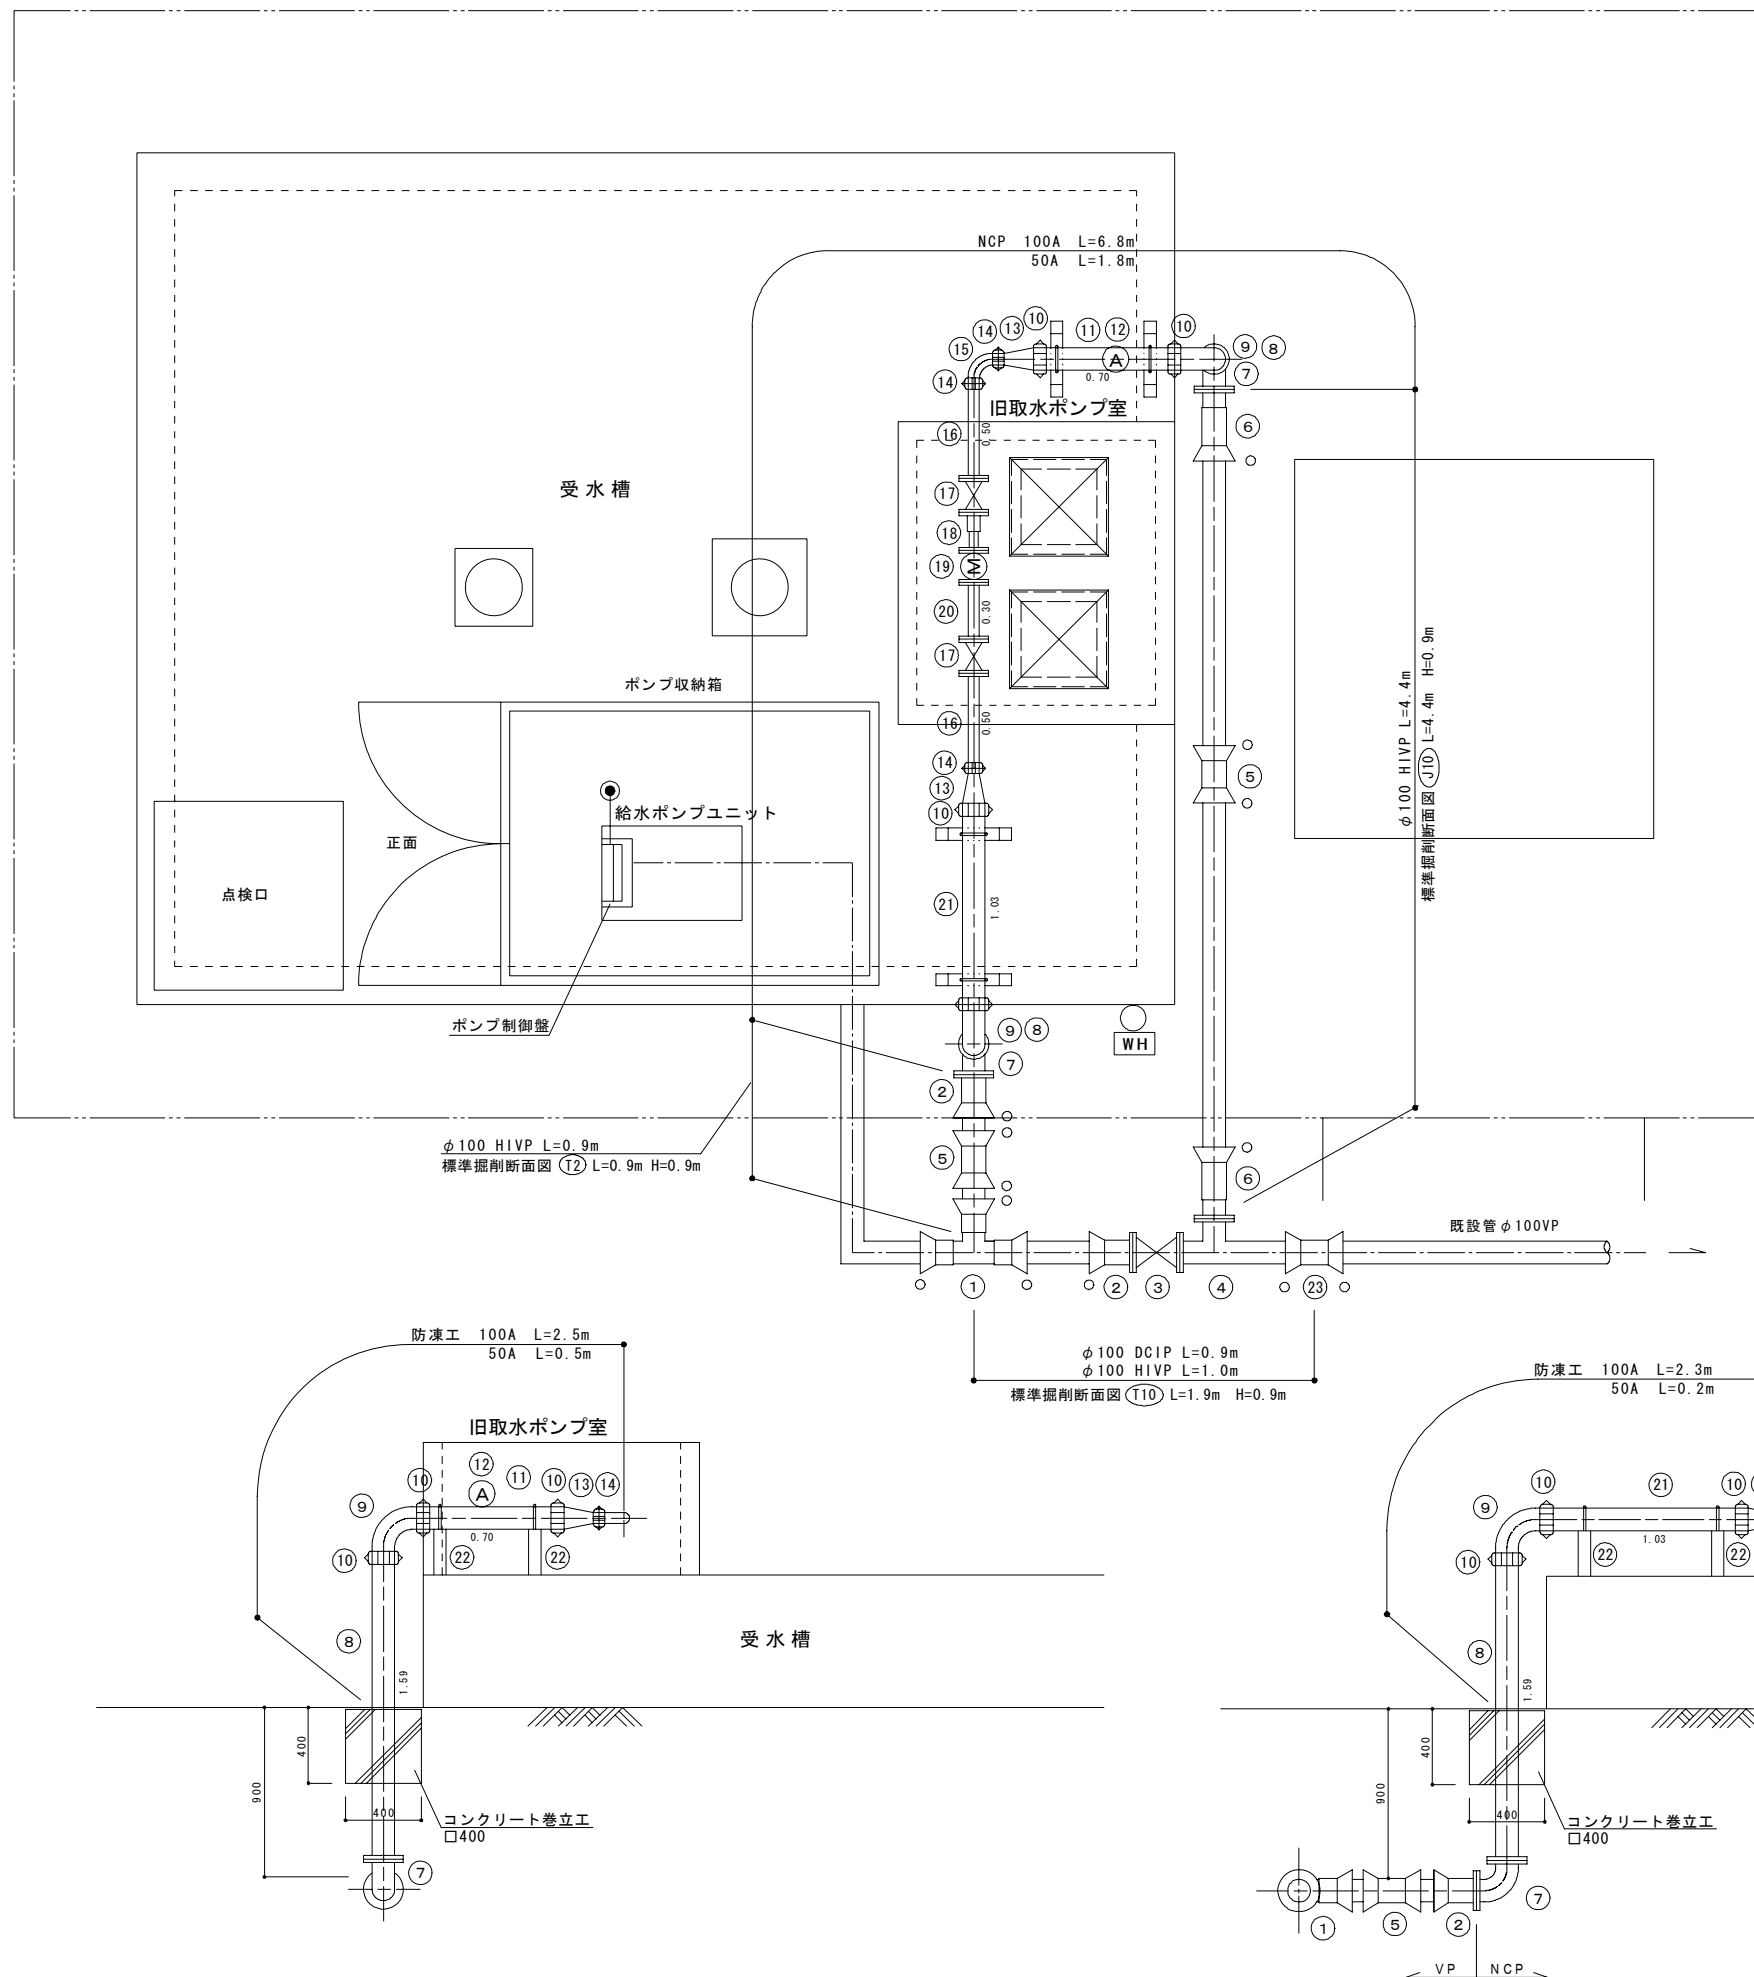 NCP 100A L=6.8m
50A L=1.8m
⑩ ⑪ ⑫ ⑩
⑭ ⑬
⑮
⑨ ⑧
⑦
A
0.70
⑭
旧取水ポンプ室
⑯ 0.50
⑥
受水槽
⑰
⑱
⑲ M
⑳ 0.30
⑰
ポンプ収納箱
⑯ 0.50
⑭
⑬
⑩
⑤
φ100 HIVP L=4.4m
標準掘削断面図 J10 L=4.4m H=0.9m
給水ポンプユニット
正面
点検口
㉑ 1.03
ポンプ制御盤
⑨ ⑧
⑦
WH
②
φ100 HIVP L=0.9m
標準掘削断面図 T2 L=0.9m H=0.9m
⑤
⑥
既設管φ100VP
① ② ③ ④ ㉓
φ100 DCIP L=0.9m
φ100 HIVP L=1.0m
標準掘削断面図 T10 L=1.9m H=0.9m
防凍工 100A L=2.5m
50A L=0.5m
旧取水ポンプ室
⑫
⑩ ⑪ ⑩ ⑬ ⑭
⑨ A
0.70
⑩ ㉒ ㉒
⑧
受水槽
1.59
400
900
400
コンクリート巻立工
□400
⑦
防凍工 100A L=2.3m
50A L=0.2m
⑩ ㉑ ⑩
⑨
1.03
⑩ ㉒ ㉒
⑧
1.59
400
900
400
コンクリート巻立工
□400
① ⑤ ② ⑦
VP NCP